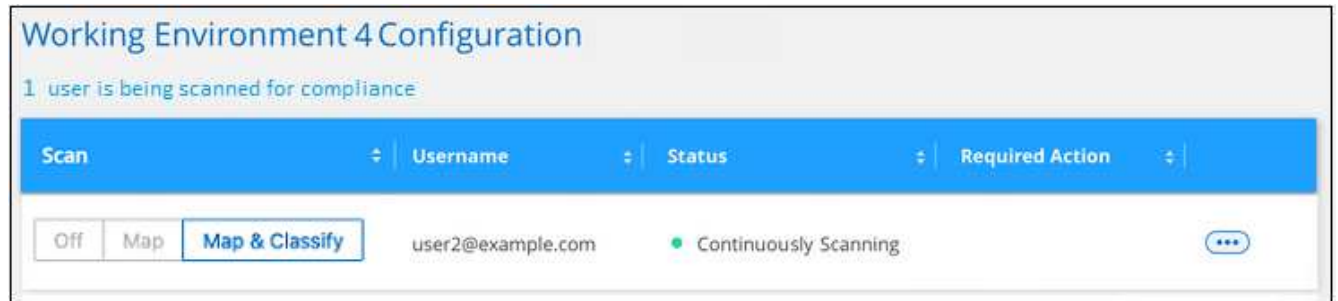 Working Environment 4 Configuration
1 user is being scanned for compliance
Scan Username Status Required Action
Off Map Map & Classify user2@example.com Continuously Scanning